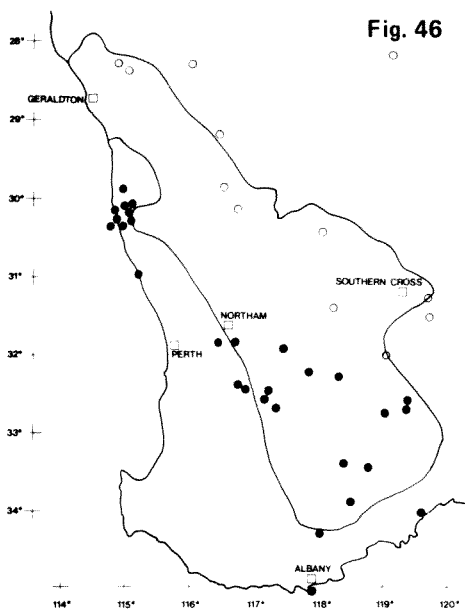 Fig. 46
28°
GERALDTON
29°
30°
31°
SOUTHERN CROSS
NORTHAM
32°
PERTH
33°
34°
ALBANY
114° 115° 116° 117° 118° 119° 120°